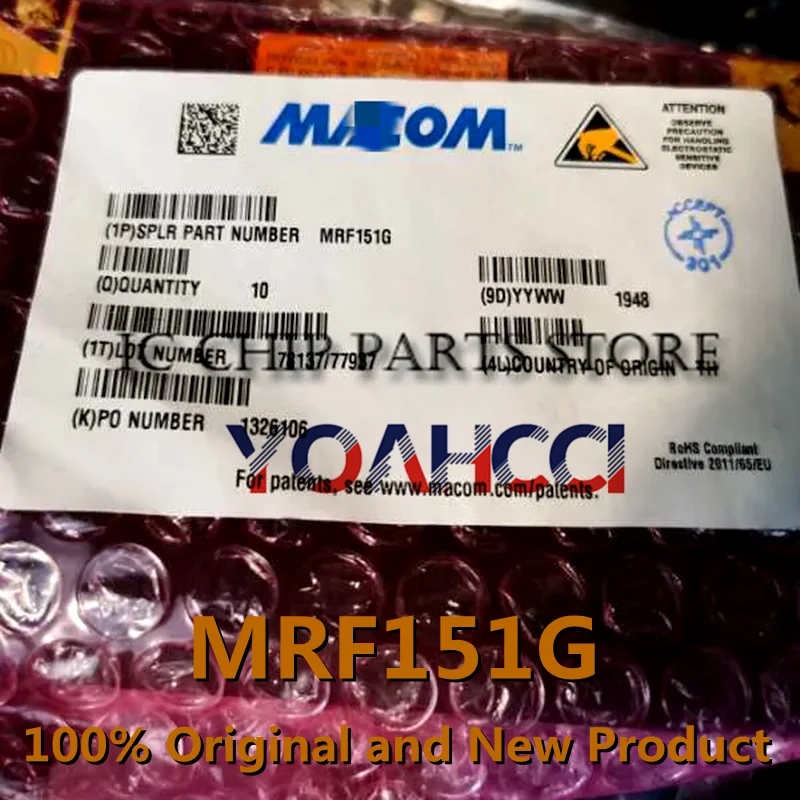 MACOM™
ATTENTION
OBSERVE
PRECAUTION
FOR HANDLING
ELECTROSTATIC
SENSITIVE
DEVICES
(1P)SPLR PART NUMBER MRF151G
(Q)QUANTITY 10
(9D)YYWW 1948
IC CHIP PARTS STORE
(1T)LOT NUMBER
(4L)COUNTRY OF ORIGIN TH
(K)PO NUMBER 1326106
YOAHCCI
RoHS Compliant
Directive 2011/65/EU
For patents, see www.macom.com/patents.
MRF151G
100% Original and New Product